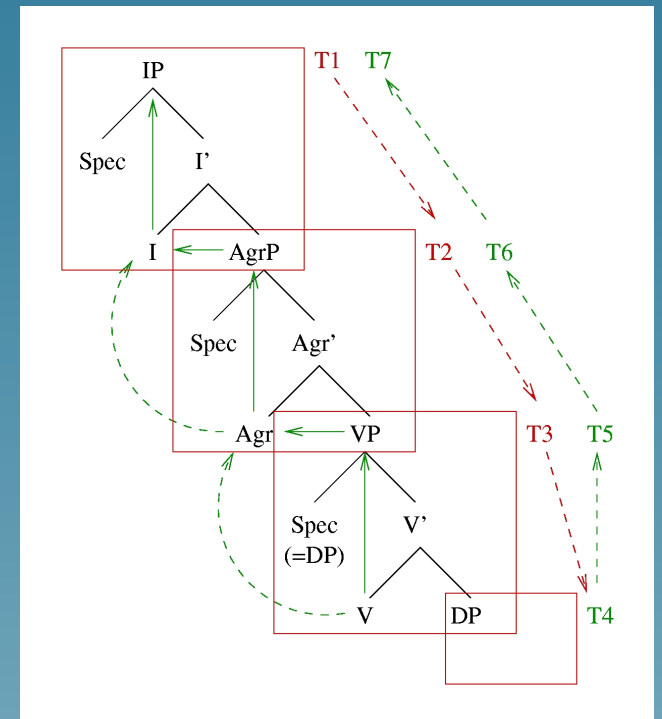 IP T1 T7
Spec I’
I AgrP T2 T6
Spec Agr’
Agr VP T3 T5
Spec V’
(=DP)
V DP T4